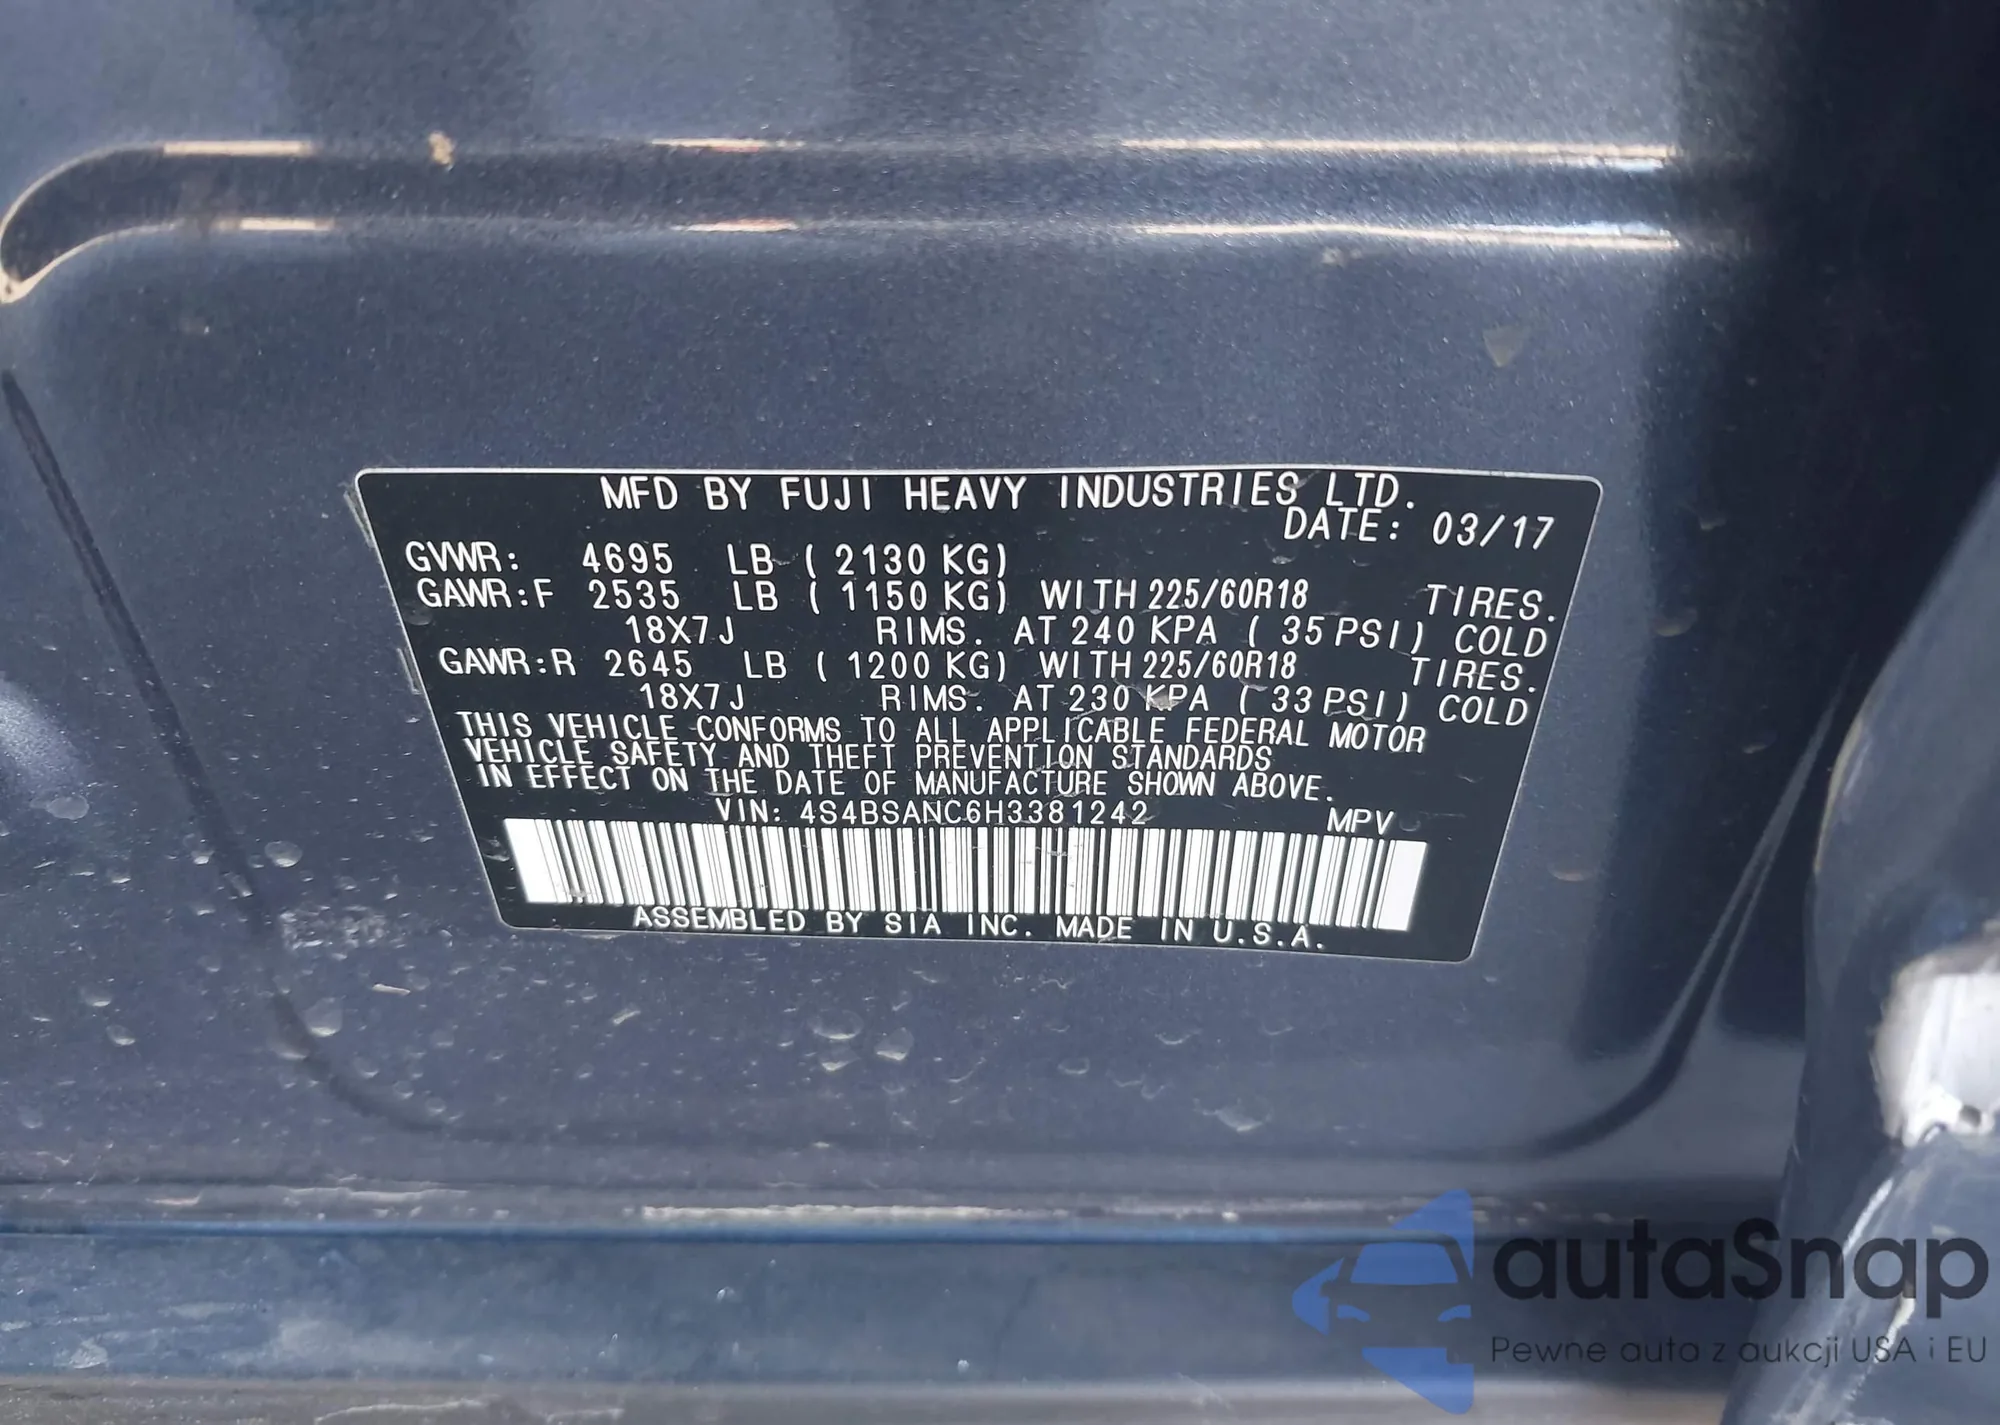 MFD BY FUJI HEAVY INDUSTRIES LTD.
DATE: 03/17
GVWR: 4695 LB ( 2130 KG)
GAWR:F 2535 LB ( 1150 KG) WITH 225/60R18 TIRES.
18X7J RIMS. AT 240 KPA ( 35 PSI) COLD
GAWR:R 2645 LB ( 1200 KG) WITH 225/60R18 TIRES.
18X7J RIMS. AT 230 KPA ( 33 PSI) COLD
THIS VEHICLE CONFORMS TO ALL APPLICABLE FEDERAL MOTOR
VEHICLE SAFETY AND THEFT PREVENTION STANDARDS
IN EFFECT ON THE DATE OF MANUFACTURE SHOWN ABOVE.
VIN: 4S4BSANC6H3381242 MPV
ASSEMBLED BY SIA INC. MADE IN U.S.A.
autaSnap
Pewne auta z aukcji USA i EU